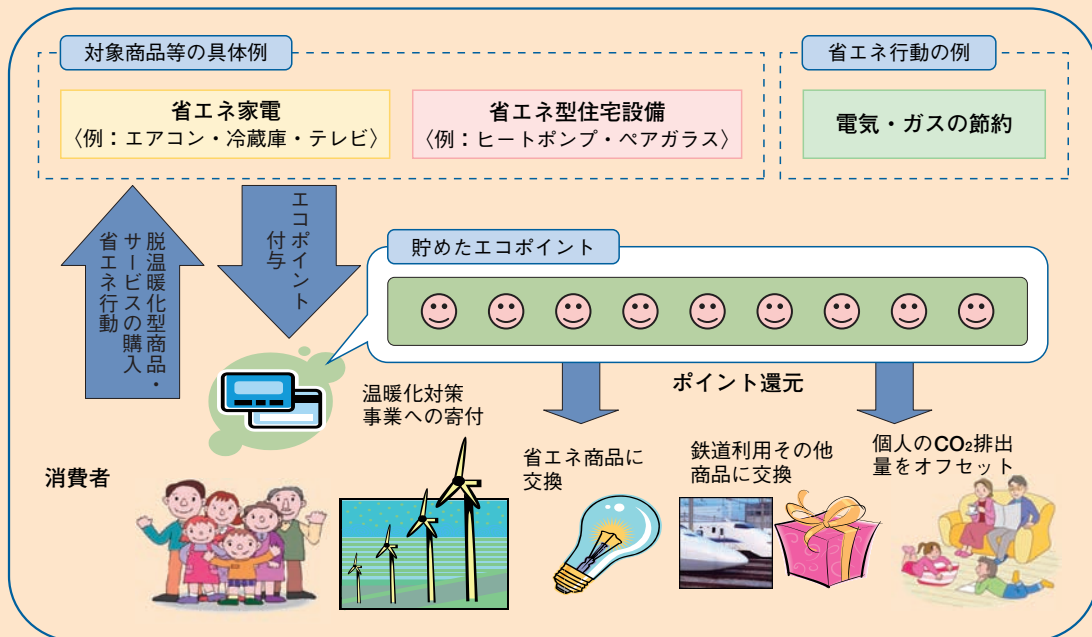 対象商品等の具体例
省エネ家電
〈例：エアコン・冷蔵庫・テレビ〉
省エネ型住宅設備
〈例：ヒートポンプ・ペアガラス〉
省エネ行動の例
電気・ガスの節約
脱温暖化型商品・
サービスの購入
省エネ行動
エコポイント
付与
貯めたエコポイント
ポイント還元
温暖化対策
事業への寄付
省エネ商品に
交換
鉄道利用その他
商品に交換
個人のCO₂排出
量をオフセット
消費者